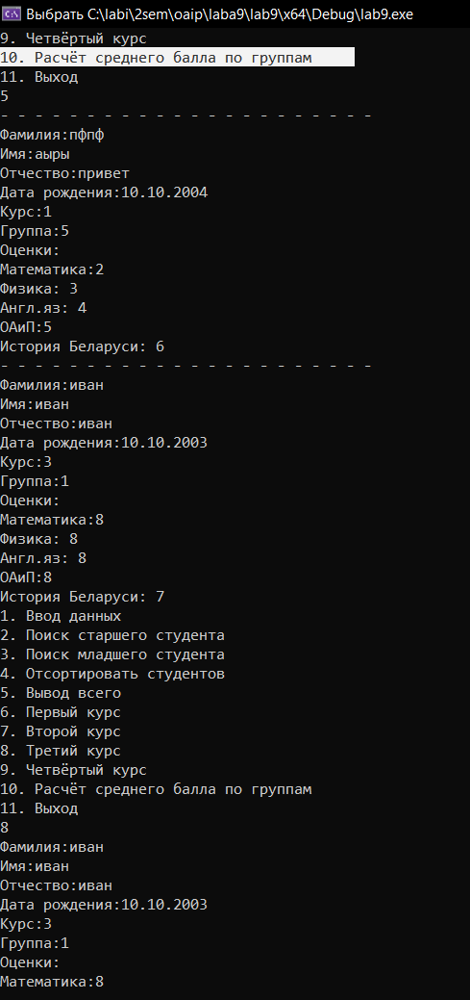 Выбрать C:\labi\2sem\oaip\laba9\lab9\x64\Debug\lab9.exe
9. Четвёртый курс
10. Расчёт среднего балла по группам
11. Выход
5
- - - - - - - - - - - - - - - - - - - - - -
Фамилия:пфпф
Имя:аыры
Отчество:привет
Дата рождения:10.10.2004
Курс:1
Группа:5
Оценки:
Математика:2
Физика: 3
Англ.яз: 4
ОАиП:5
История Беларуси: 6
- - - - - - - - - - - - - - - - - - - - - -
Фамилия:иван
Имя:иван
Отчество:иван
Дата рождения:10.10.2003
Курс:3
Группа:1
Оценки:
Математика:8
Физика: 8
Англ.яз: 8
ОАиП:8
История Беларуси: 7
1. Ввод данных
2. Поиск старшего студента
3. Поиск младшего студента
4. Отсортировать студентов
5. Вывод всего
6. Первый курс
7. Второй курс
8. Третий курс
9. Четвёртый курс
10. Расчёт среднего балла по группам
11. Выход
8
Фамилия:иван
Имя:иван
Отчество:иван
Дата рождения:10.10.2003
Курс:3
Группа:1
Оценки:
Математика:8